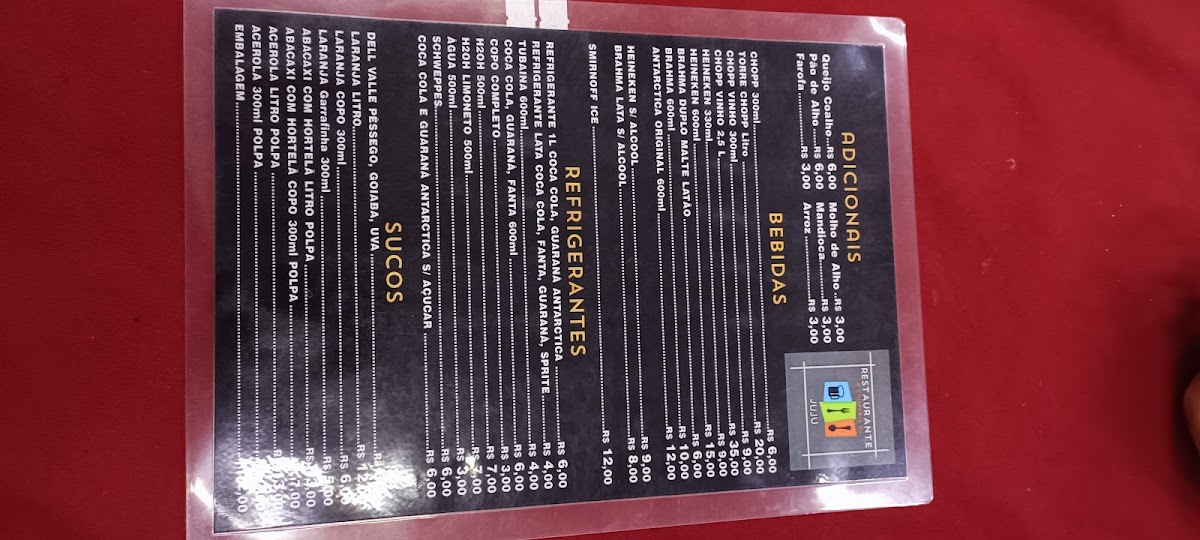 RESTAURANTE
JUJU
ADICIONAIS
Queijo Coalho...R$ 6,00 Molho de Alho ..R$ 3,00
Pão de Alho ......R$ 6,00 Mandioca..........R$ 3,00
Farofa................R$ 3,00 Arroz................R$ 3,00
BEBIDAS
CHOPP 300ml......R$ 6,00
TORRE CHOPP Litro......R$ 20,00
CHOPP VINHO 300ml......R$ 9,00
CHOPP VINHO 2,5 L......R$ 35,00
HEINEKEN 330ml......R$ 9,00
HEINEKEN 600ml......R$ 15,00
BRAHMA DUPLO MALTE LATÃO......R$ 6,00
BRAHMA 600ml......R$ 10,00
ANTARCTICA ORIGINAL 600ml......R$ 12,00
HEINEKEN S/ ALCOOL......R$ 9,00
BRAHMA LATA S/ ALCOOL......R$ 8,00
SMIRNOFF ICE......R$ 12,00
REFRIGERANTES
REFRIGERANTE 1L COCA COLA, GUARANÁ ANTARCTICA......R$ 6,00
REFRIGERANTE LATA COCA COLA, FANTA, GUARANÁ, SPRITE......R$ 4,00
TUBAINA 600ml......R$ 4,00
COCA COLA, GUARANÁ, FANTA 600ml......R$ 6,00
COPO COMPLETO......R$ 3,00
H2OH 500ml......R$ 7,00
H2OH LIMONETO 500ml......R$ 7,00
ÁGUA 500ml......R$ 3,00
SCHWEPPES......R$ 6,00
COCA COLA E GUARANÁ ANTARCTICA S/ AÇUCAR......R$ 6,00
SUCOS
DELL VALLE PÊSSEGO, GOIABA, UVA......R$
LARANJA LITRO......R$
LARANJA COPO 300ml......R$
LARANJA Garrafinha 300ml......R$
ABACAXI COM HORTELÃ LITRO POLPA......R$
ABACAXI COM HORTELÃ COPO 300ml POLPA......R$
ACEROLA LITRO POLPA......
ACEROLA 300ml POLPA......
EMBALAGEM......